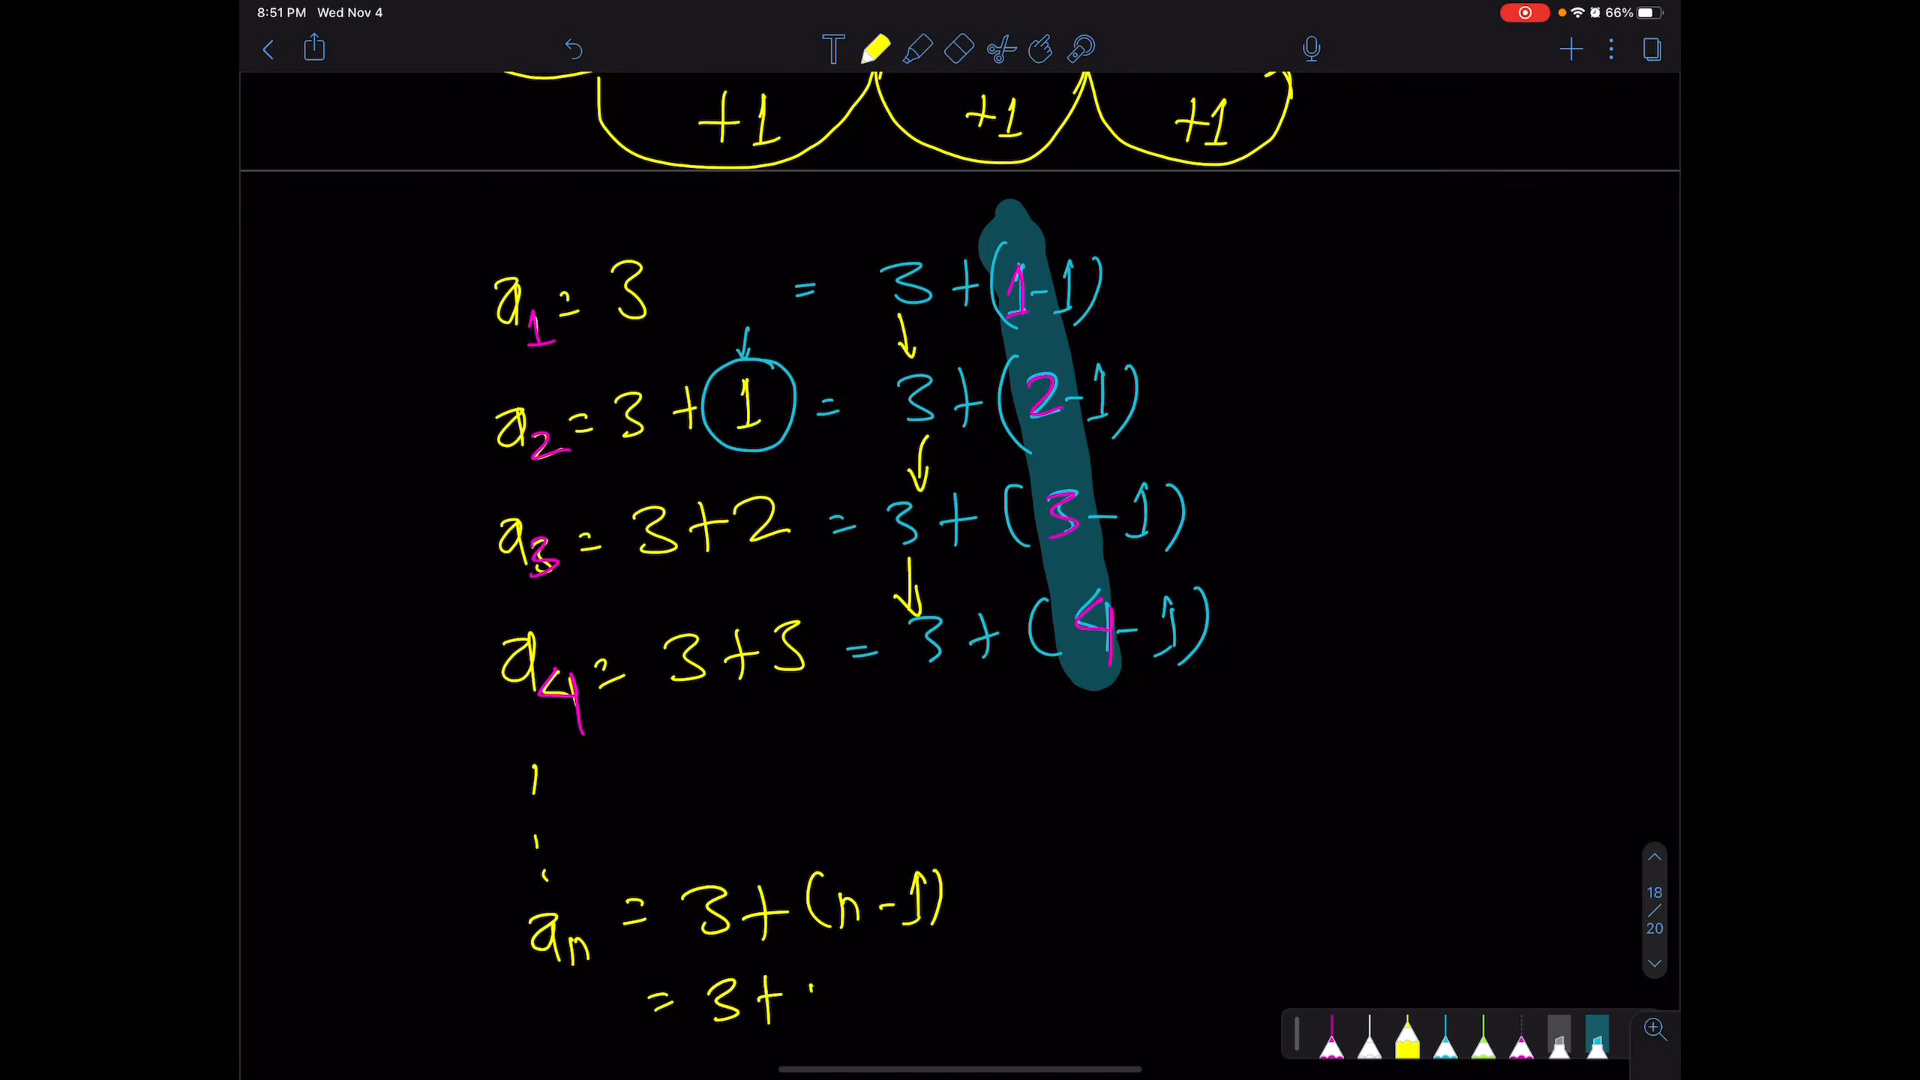 8:51 PM Wed Nov 4 66%
T
+1 +1 +1
a₁ = 3 = 3 + (1-1)
a₂ = 3 + 1 = 3 + (2-1)
a₃ = 3+2 = 3 + (3-1)
a₄ = 3+3 = 3 + (4-1)
aₙ = 3+ (n-1)
= 3+
18
/
20